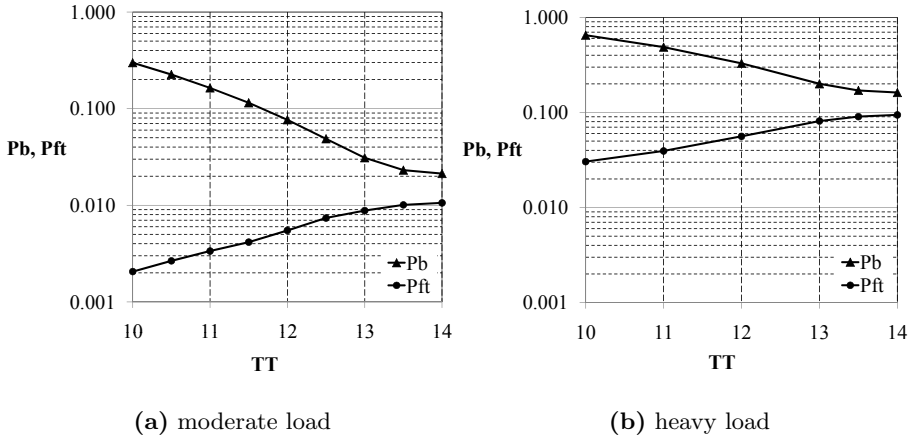 1.000
0.100
Pb, Pft
0.010
0.001
Pb
Pft
10 11 12 13 14
TT
(a) moderate load
1.000
0.100
Pb, Pft
0.010
0.001
Pb
Pft
10 11 12 13 14
TT
(b) heavy load